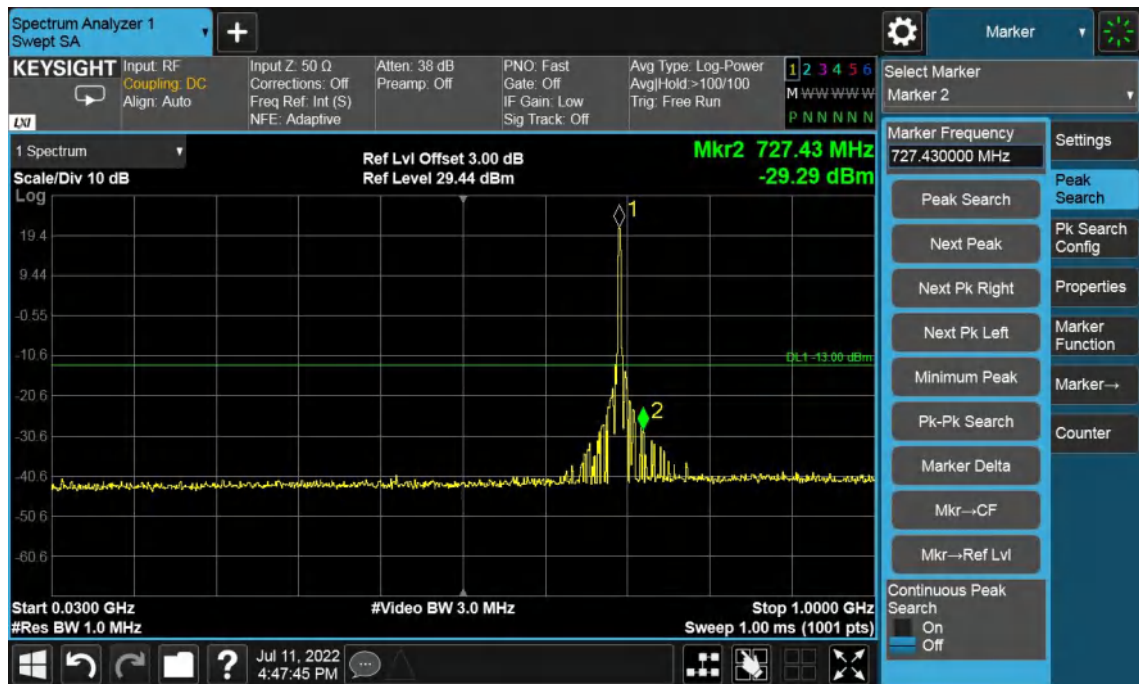 Spectrum Analyzer 1
Swept SA
+
Marker
KEYSIGHT
LXI
Input: RF
Coupling: DC
Align: Auto
Input Z: 50 Ω
Corrections: Off
Freq Ref: Int (S)
NFE: Adaptive
Atten: 38 dB
Preamp: Off
PNO: Fast
Gate: Off
IF Gain: Low
Sig Track: Off
Avg Type: Log-Power
Avg|Hold:>100/100
Trig: Free Run
1 2 3 4 5 6
M W W W W W
P N N N N N
Select Marker
Marker 2
1 Spectrum
Scale/Div 10 dB
Log
Ref Lvl Offset 3.00 dB
Ref Level 29.44 dBm
Mkr2 727.43 MHz
-29.29 dBm
19.4
9.44
-0.55
-10.6
-20.6
-30.6
-40.6
-50.6
-60.6
1
DL1 -13.00 dBm
2
Start 0.0300 GHz
#Res BW 1.0 MHz
#Video BW 3.0 MHz
Stop 1.0000 GHz
Sweep 1.00 ms (1001 pts)
Marker Frequency
727.430000 MHz
Peak Search
Next Peak
Next Pk Right
Next Pk Left
Minimum Peak
Pk-Pk Search
Marker Delta
Mkr→CF
Mkr→Ref Lvl
Continuous Peak
Search
On
Off
Settings
Peak
Search
Pk Search
Config
Properties
Marker
Function
Marker→
Counter
?
Jul 11, 2022
4:47:45 PM